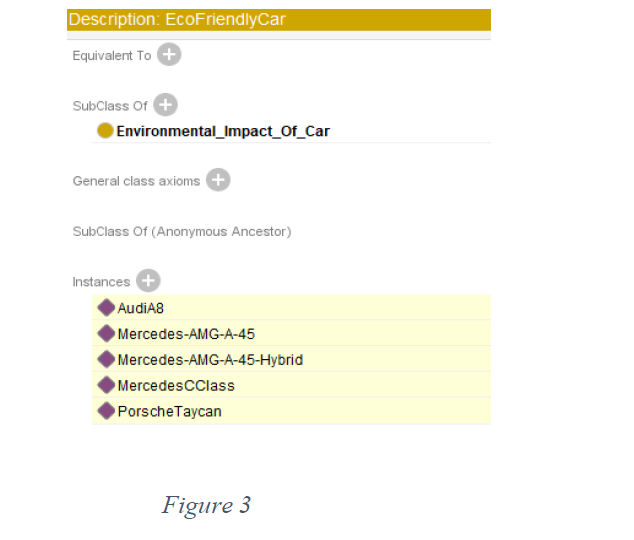 Description: EcoFriendlyCar
Equivalent To
SubClass Of
Environmental_Impact_Of_Car
General class axioms
SubClass Of (Anonymous Ancestor)
Instances
AudiA8
Mercedes-AMG-A-45
Mercedes-AMG-A-45-Hybrid
MercedesCClass
PorscheTaycan
Figure 3